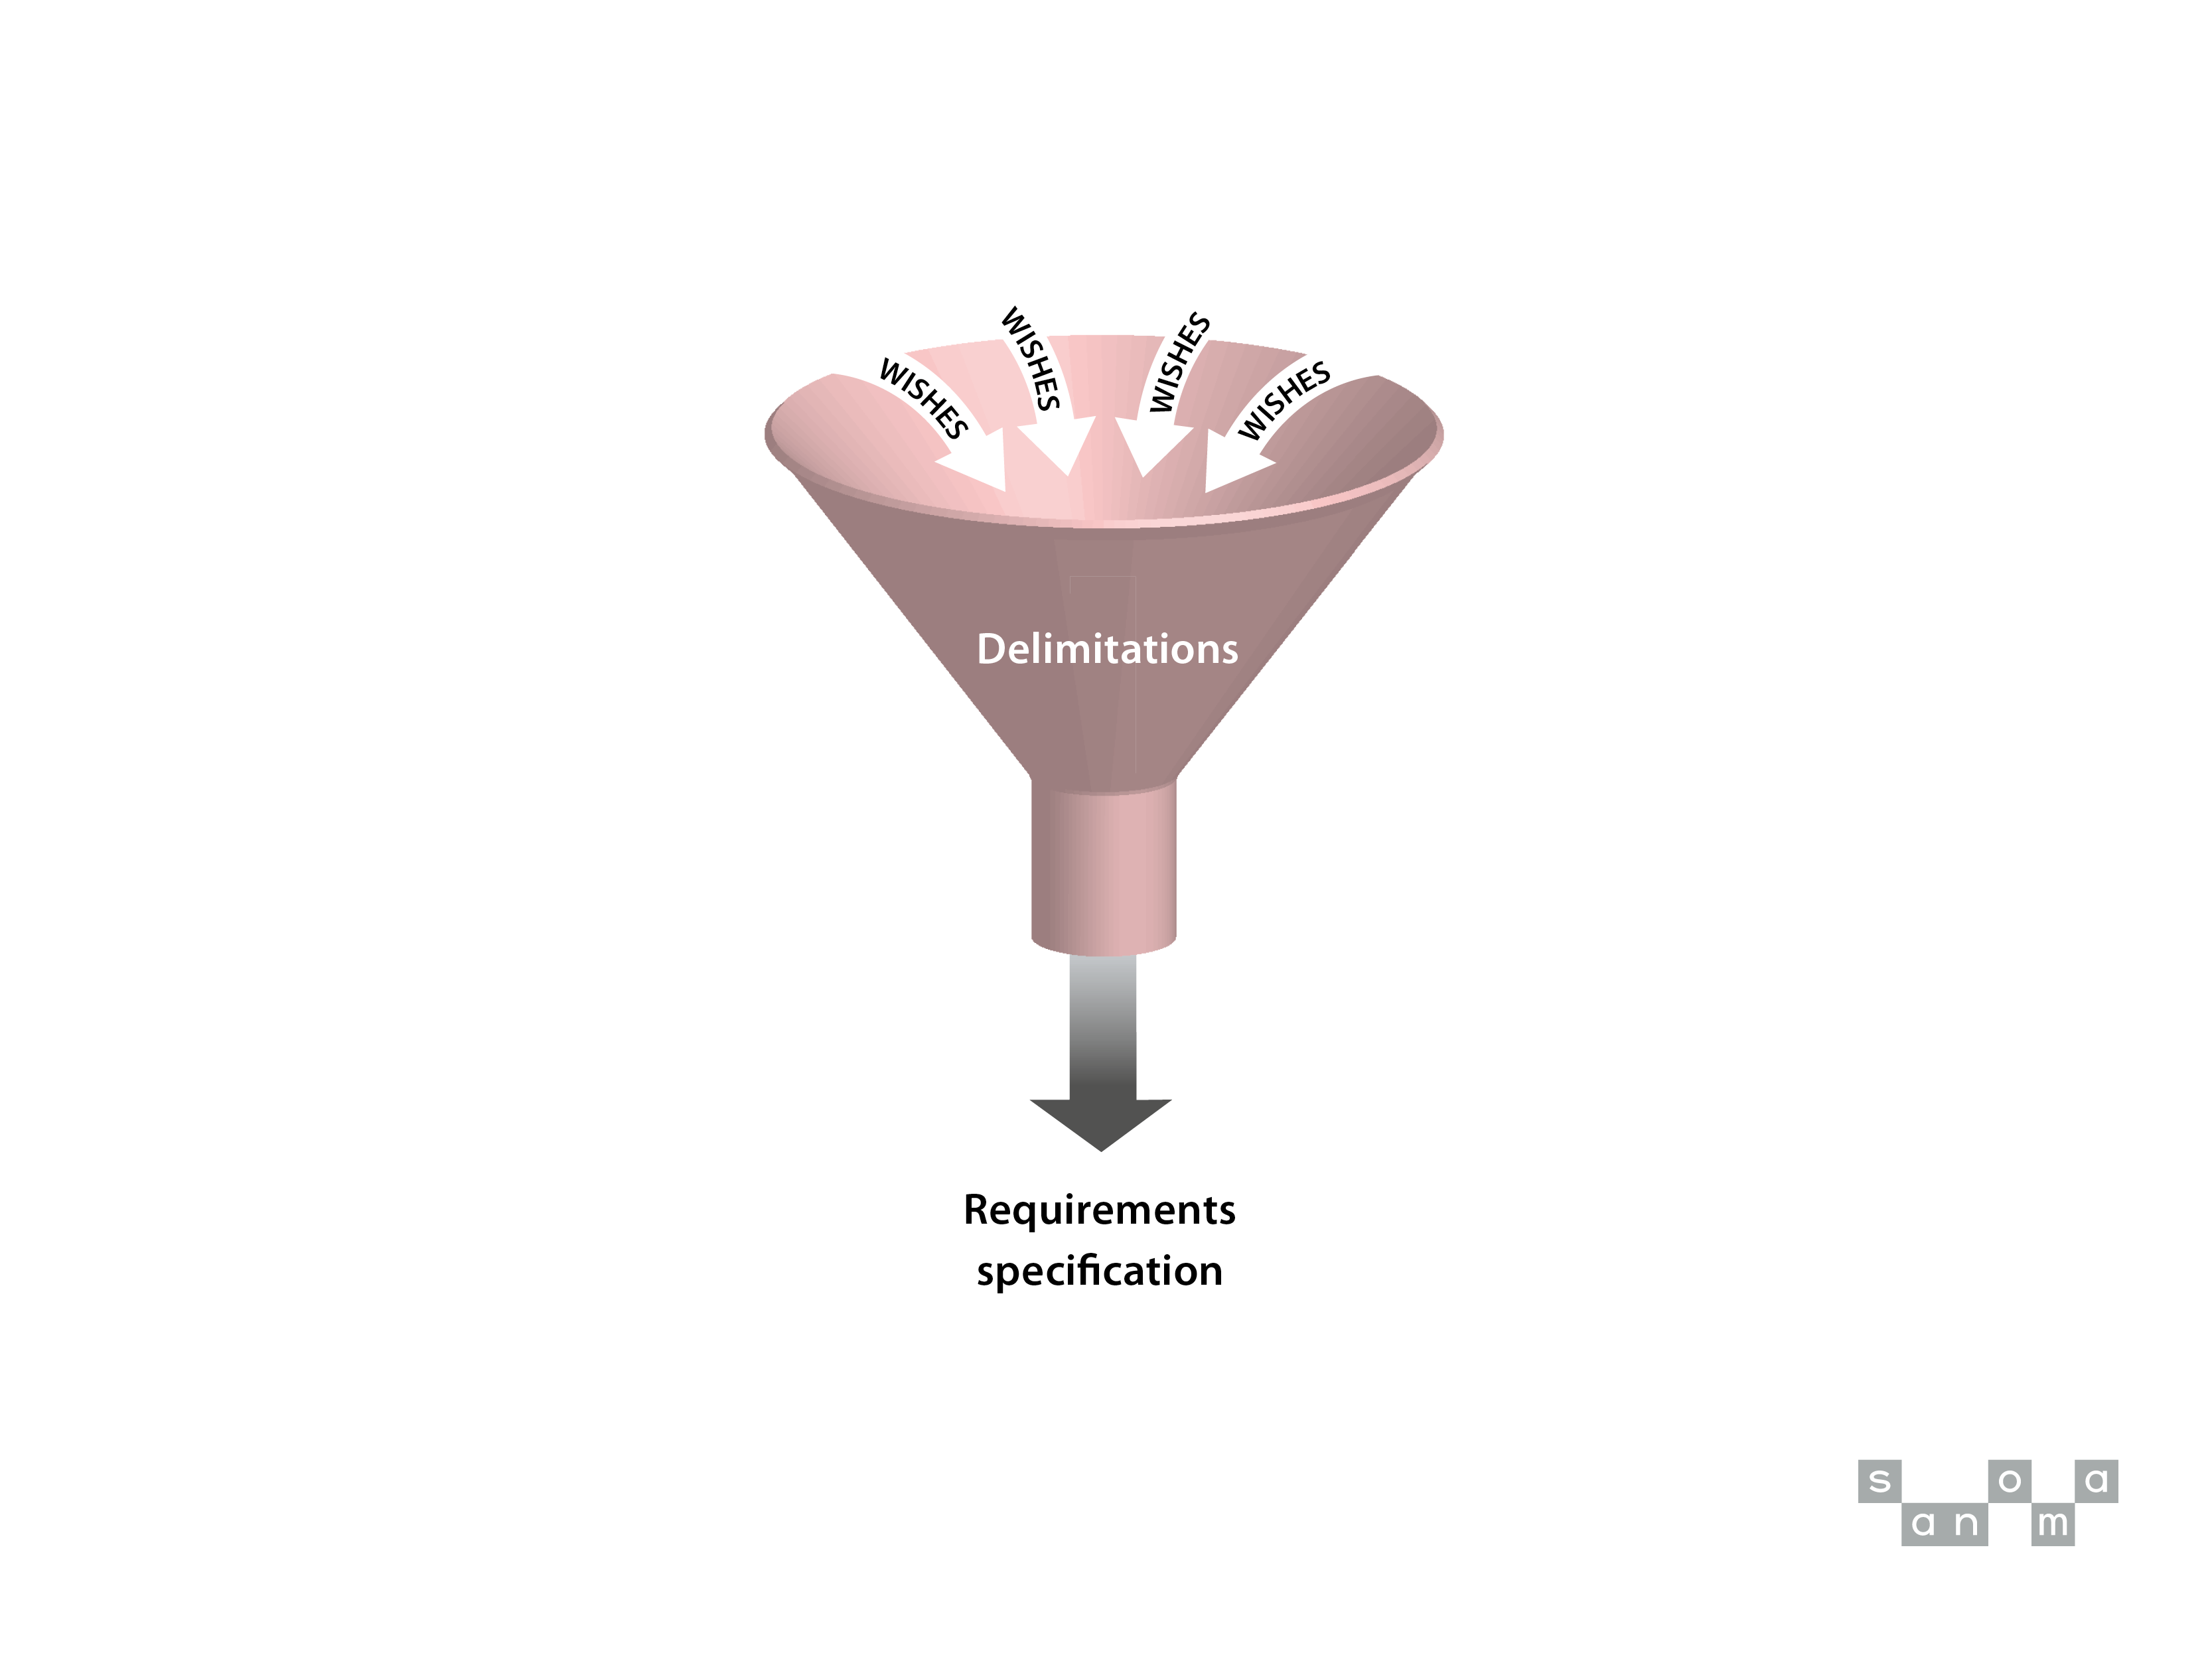 WISHES
WISHES
WISHES
WISHES
Delimitations
Requirements
specification
sanoma